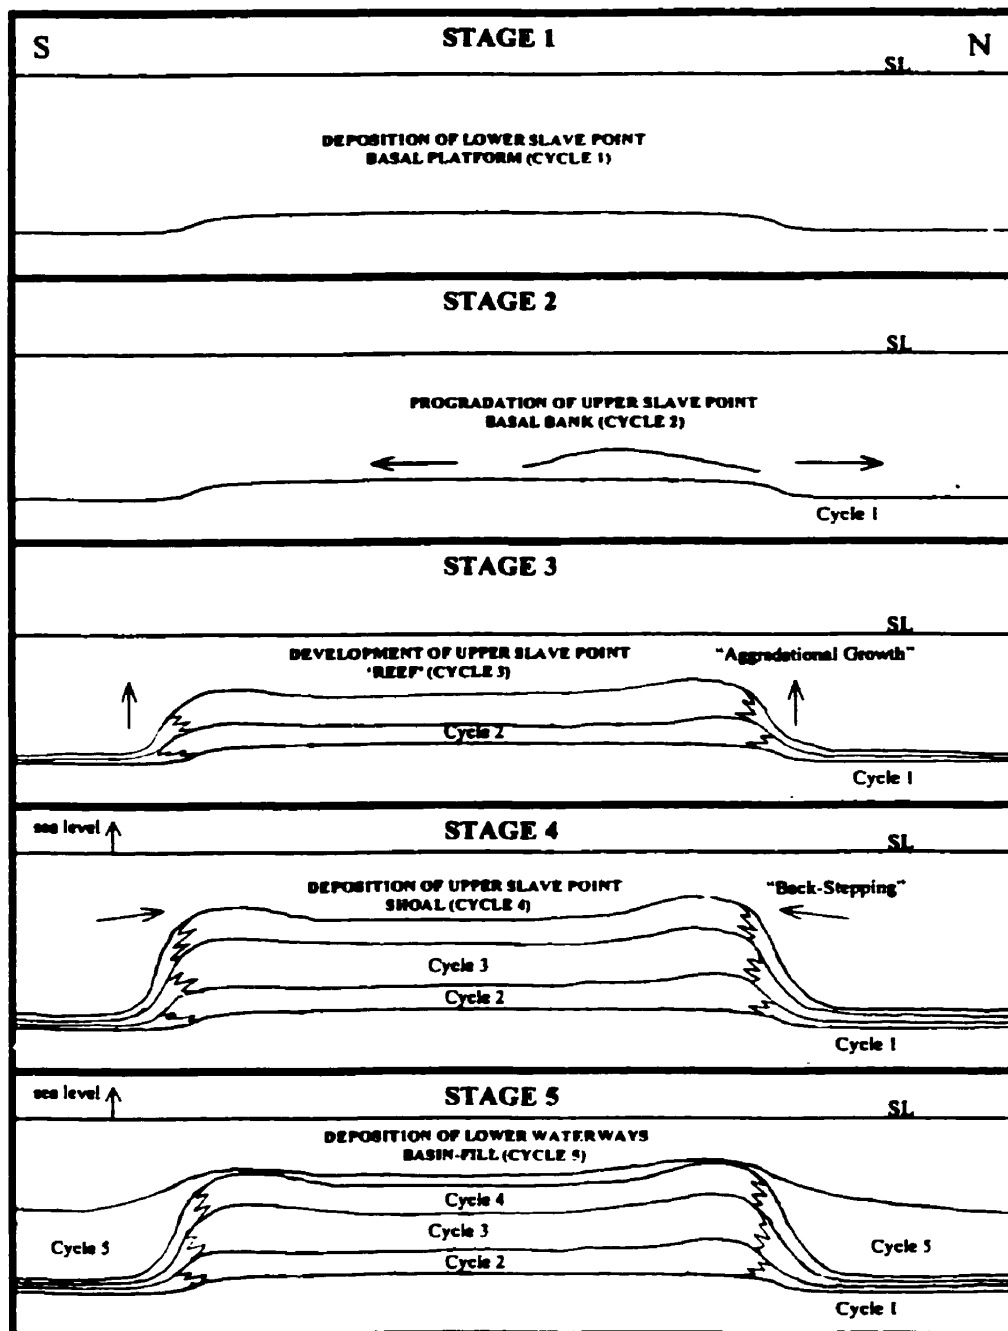 STAGE 1
S
N
SL
DEPOSITION OF LOWER SLAVE POINT
BASAL PLATFORM (CYCLE 1)
STAGE 2
SL
PROGRADATION OF UPPER SLAVE POINT
BASAL BANK (CYCLE 2)
Cycle 1
STAGE 3
SL
DEVELOPMENT OF UPPER SLAVE POINT
'REEF' (CYCLE 3)
"Aggradational Growth"
Cycle 2
Cycle 1
sea level
STAGE 4
SL
DEPOSITION OF UPPER SLAVE POINT
SHOAL (CYCLE 4)
"Back-Stepping"
Cycle 3
Cycle 2
Cycle 1
sea level
STAGE 5
SL
DEPOSITION OF LOWER WATERWAYS
BASIN-FILL (CYCLE 5)
Cycle 4
Cycle 3
Cycle 5
Cycle 5
Cycle 2
Cycle 1